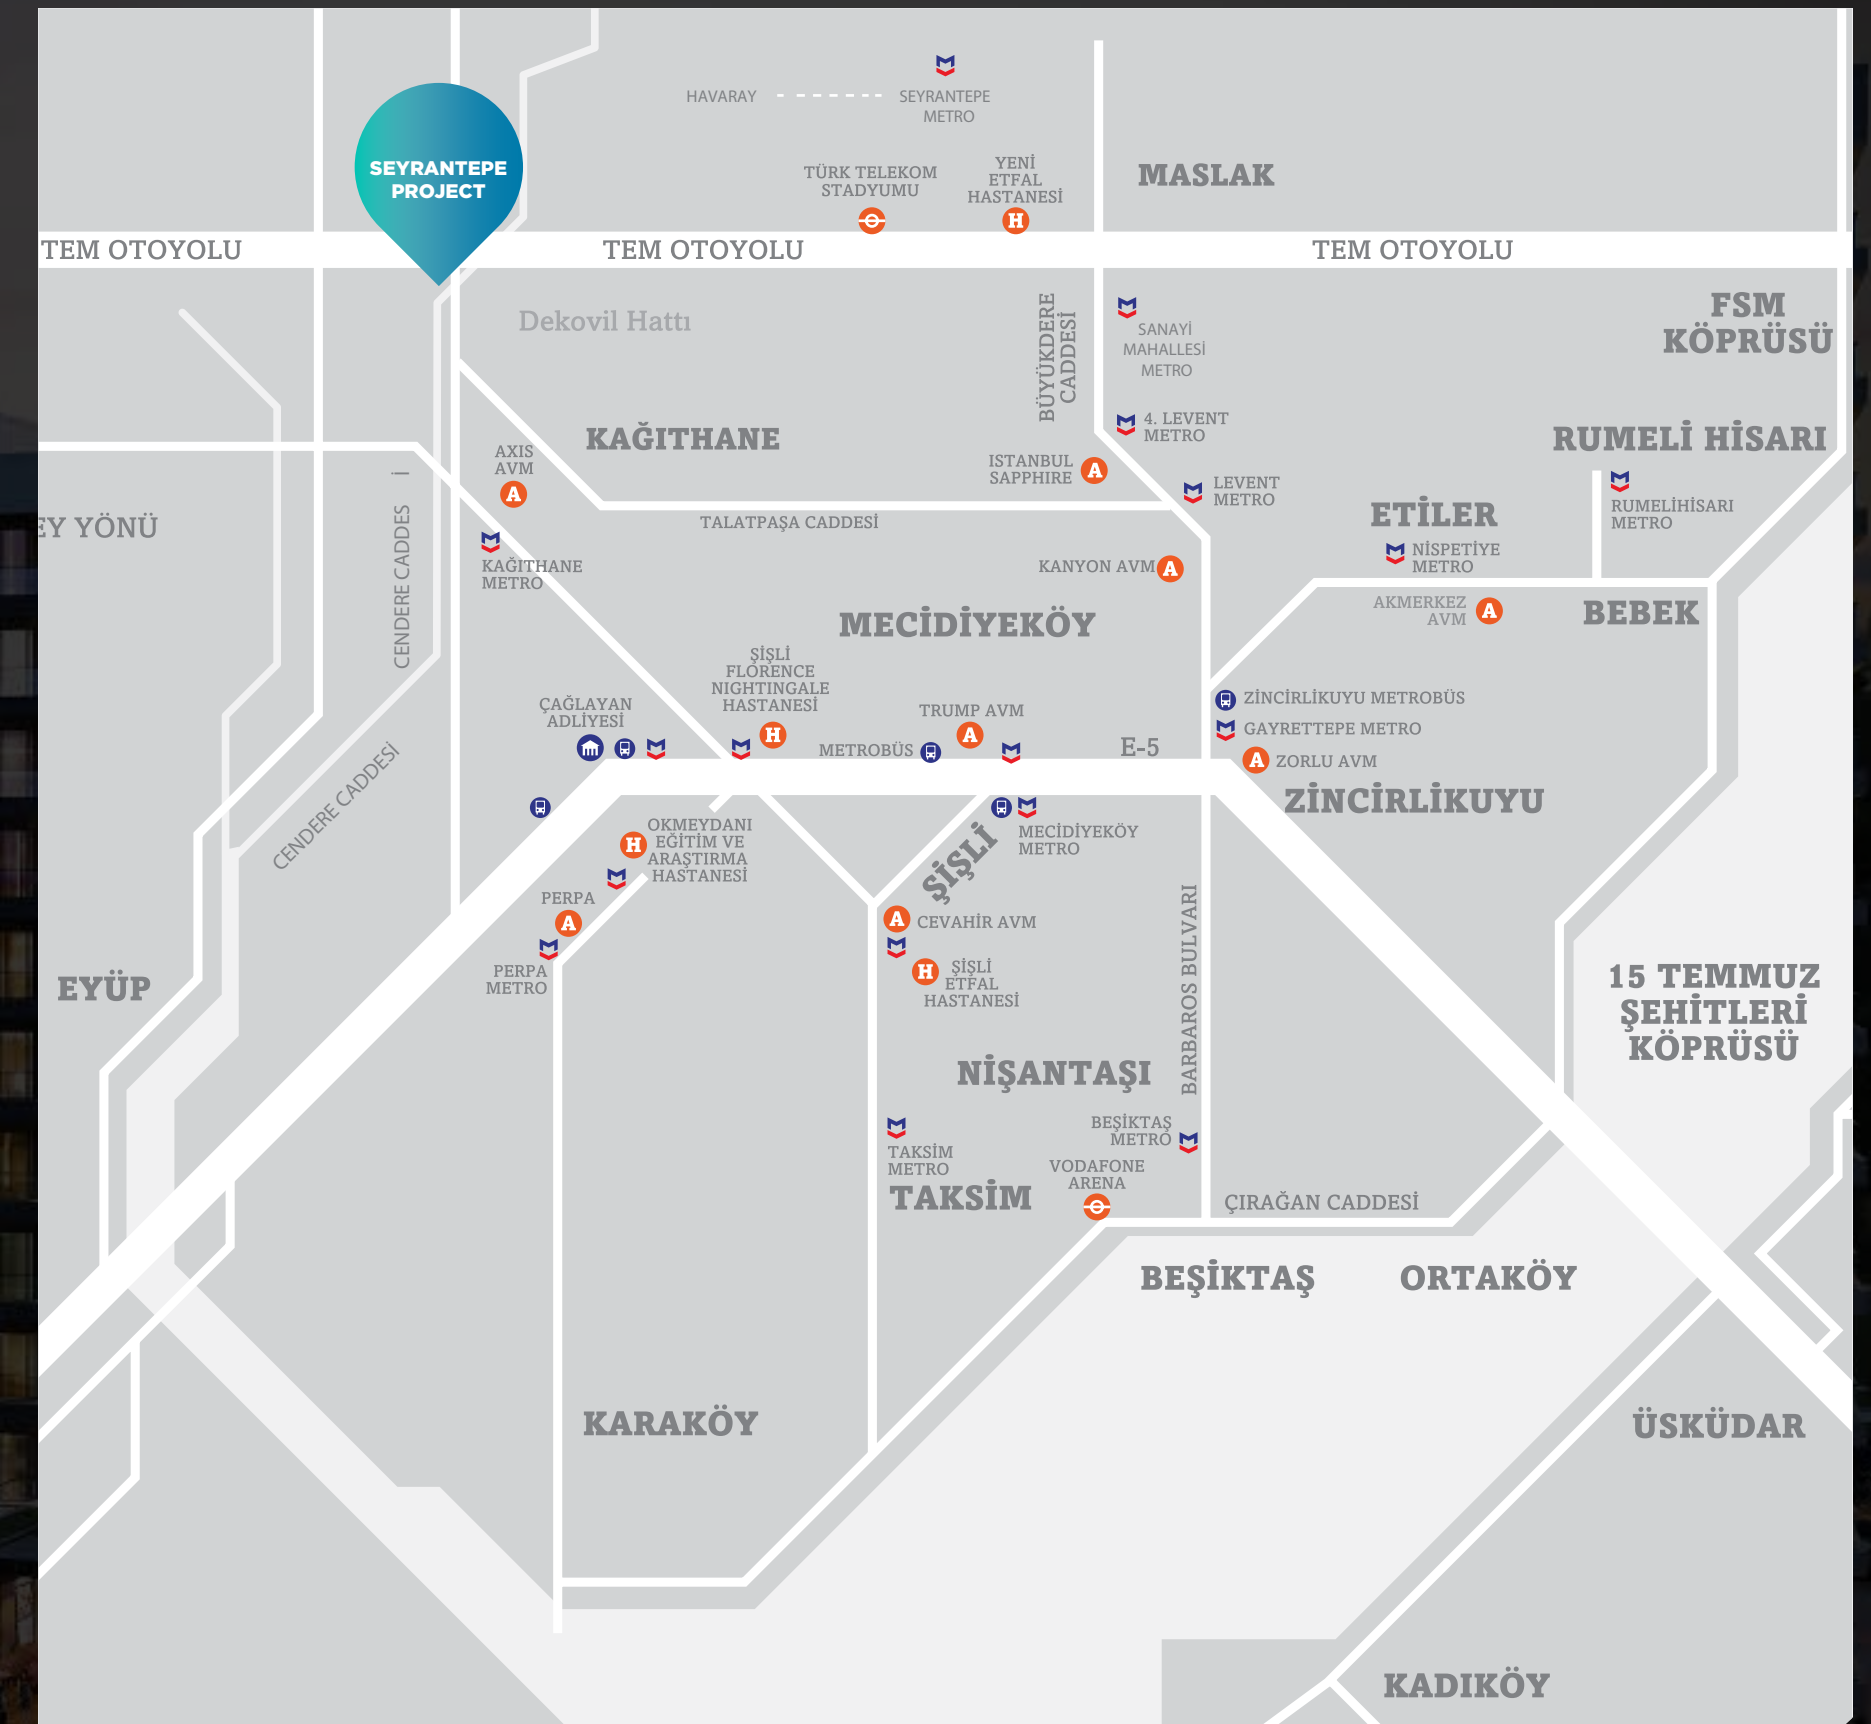 HAVARAY
SEYRANTEPE
METRO
SEYRANTEPE
PROJECT
TÜRK TELEKOM
STADYUMU
YENİ
ETFAL
HASTANESİ
MASLAK
TEM OTOYOLU
TEM OTOYOLU
TEM OTOYOLU
Dekovil Hattı
BÜYÜKDERE
CADDESİ
SANAYİ
MAHALLESİ
METRO
FSM
KÖPRÜSÜ
4. LEVENT
METRO
KAĞITHANE
RUMELİ HİSARI
AXIS
AVM
A
ISTANBUL
SAPPHIRE
A
LEVENT
METRO
ETİLER
RUMELİHİSARI
METRO
EY YÖNÜ
CENDERE CADDES İ
TALATPAŞA CADDESİ
NİSPETİYE
METRO
KAĞITHANE
METRO
KANYON AVM
A
AKMERKEZ
AVM
A
BEBEK
MECİDİYEKÖY
ŞİŞLİ
FLORENCE
NIGHTINGALE
HASTANESİ
H
ÇAĞLAYAN
ADLİYESİ
TRUMP AVM
A
METROBÜS
E-5
ZİNCİRLİKUYU METROBÜS
GAYRETTEPE METRO
A
ZORLU AVM
ZİNCİRLİKUYU
CENDERE CADDESİ
H
OKMEYDANI
EĞİTİM VE
ARAŞTIRMA
HASTANESİ
ŞİŞLİ
MECİDİYEKÖY
METRO
PERPA
A
PERPA
METRO
A
CEVAHİR AVM
H
ŞİŞLİ
ETFAL
HASTANESİ
BARBAROS BULVARI
EYÜP
15 TEMMUZ
ŞEHİTLERİ
KÖPRÜSÜ
NİŞANTAŞI
BEŞİKTAŞ
METRO
TAKSİM
METRO
TAKSİM
VODAFONE
ARENA
ÇIRAĞAN CADDESİ
BEŞİKTAŞ
ORTAKÖY
KARAKÖY
ÜSKÜDAR
KADIKÖY
H